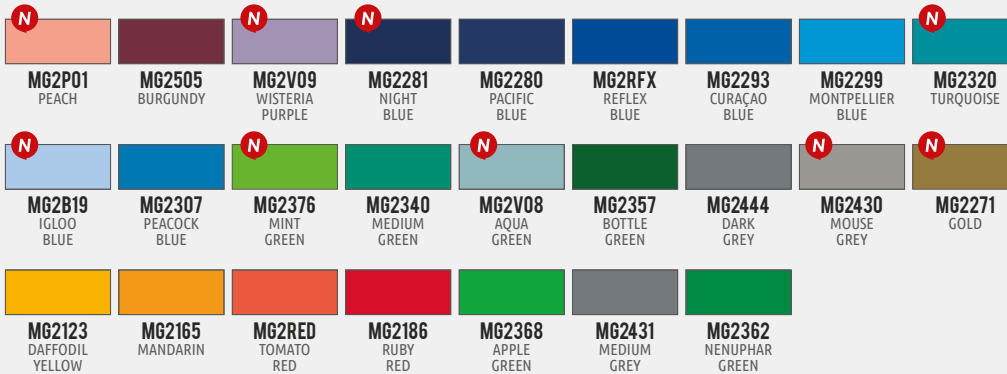 N
MG2P01
PEACH
MG2505
BURGUNDY
N
MG2V09
WISTERIA
PURPLE
N
MG2281
NIGHT
BLUE
MG2280
PACIFIC
BLUE
MG2RFX
REFLEX
BLUE
MG2293
CURAÇAO
BLUE
MG2299
MONTPELLIER
BLUE
N
MG2320
TURQUOISE
N
MG2B19
IGLOO
BLUE
MG2307
PEACOCK
BLUE
N
MG2376
MINT
GREEN
MG2340
MEDIUM
GREEN
N
MG2V08
AQUA
GREEN
MG2357
BOTTLE
GREEN
MG2444
DARK
GREY
N
MG2430
MOUSE
GREY
N
MG2271
GOLD
MG2123
DAFFODIL
YELLOW
MG2165
MANDARIN
MG2RED
TOMATO
RED
MG2186
RUBY
RED
MG2368
APPLE
GREEN
MG2431
MEDIUM
GREY
MG2362
NENUPHAR
GREEN